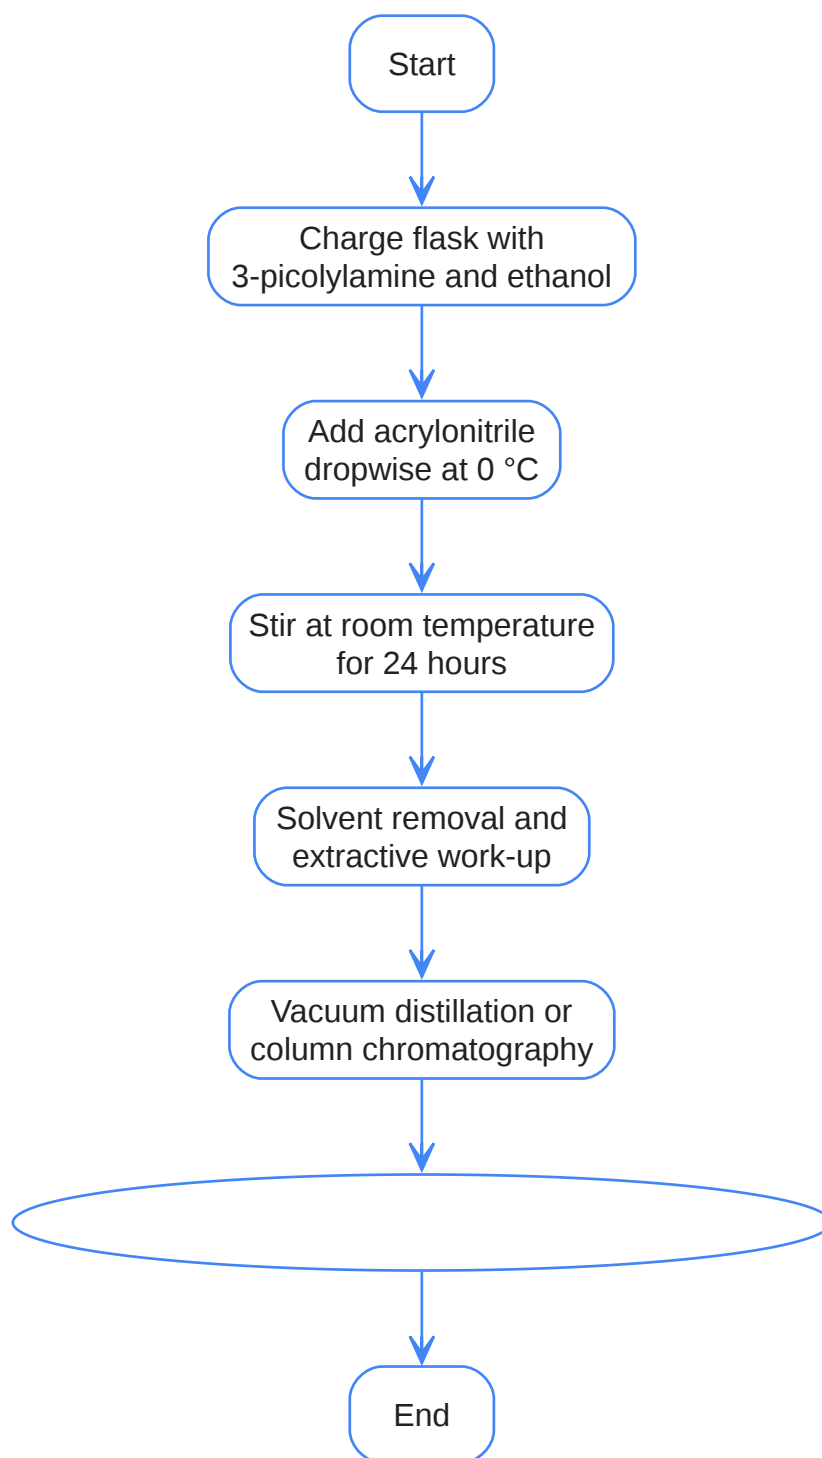 Start
Charge flask with
3-picolylamine and ethanol
Add acrylonitrile
dropwise at 0 °C
Stir at room temperature
for 24 hours
Solvent removal and
extractive work-up
Vacuum distillation or
column chromatography
End